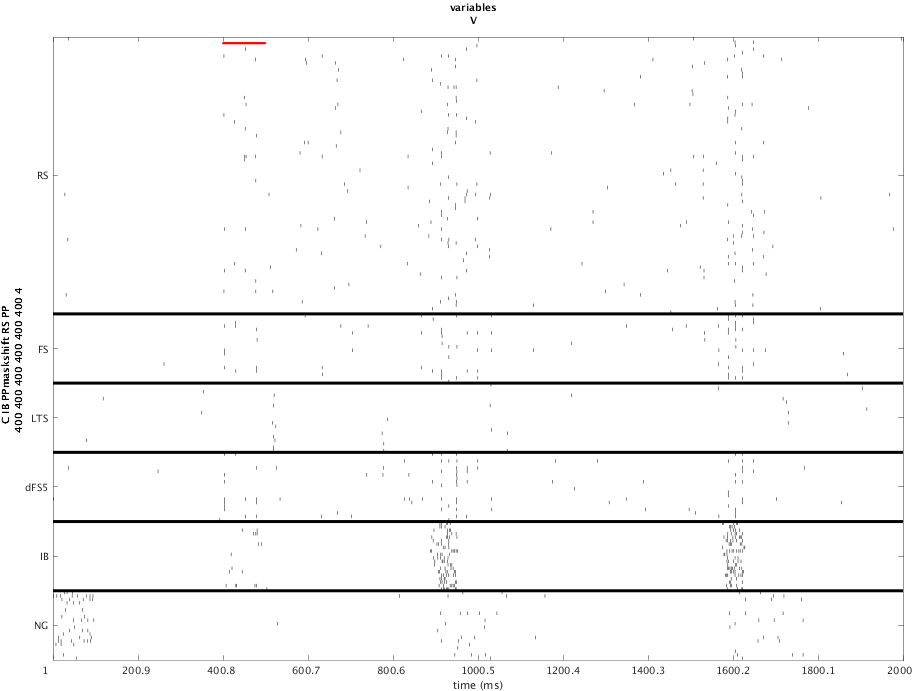 variables
V
RS
FS
LTS
dFS5
IB
NG
C IB PPmaskshift RS PP
400 400 400 400 400 400 4
1
200.9
400.8
600.7
800.6
1000.5
1200.4
1400.3
1600.2
1800.1
2000
time (ms)